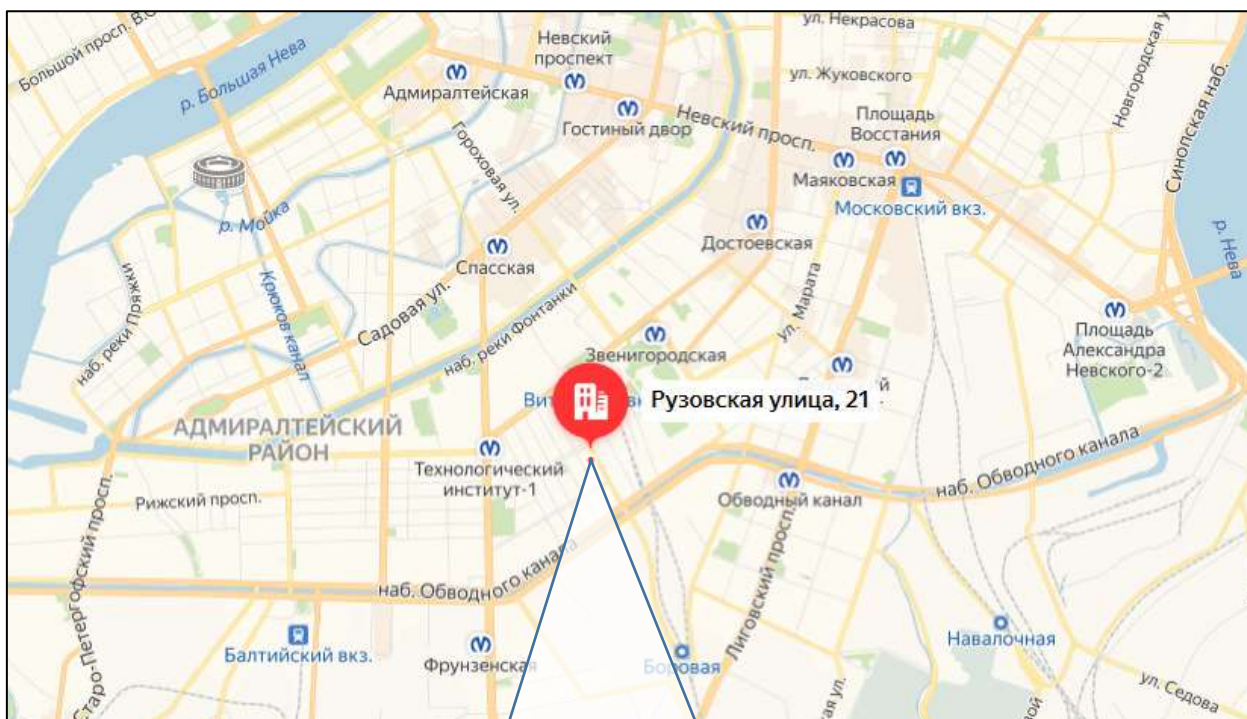 Большой просп. В.О
р. Большая Нева
Невский
проспект
ул. Некрасова
Адмиралтейская
ул. Жуковского
Новгородская у
Гостиный двор
Невский просп.
Площадь
Восстания
Синопская наб.
Гороховая ул.
Маяковская
Московский вкз.
р. Мойка
Достоевская
р. Нева
Спасская
наб. реки Пряжки
Крюков канал
Садовая ул.
наб. реки Фонтанки
ул. Марата
Звенигородская
Площадь
Александра
Невского-2
Вит
Рузовская улица, 21
й
АДМИРАЛТЕЙСКИЙ
РАЙОН
Технологический
институт-1
Рижский просп.
Обводный канал
наб. Обводного канала
Старо-Петергофский просп.
наб. Обводного канала
Лиговский просп.
Балтийский вкз.
Фрунзенская
Боровая
Навалочная
ул. Седова
ская ул.
вой